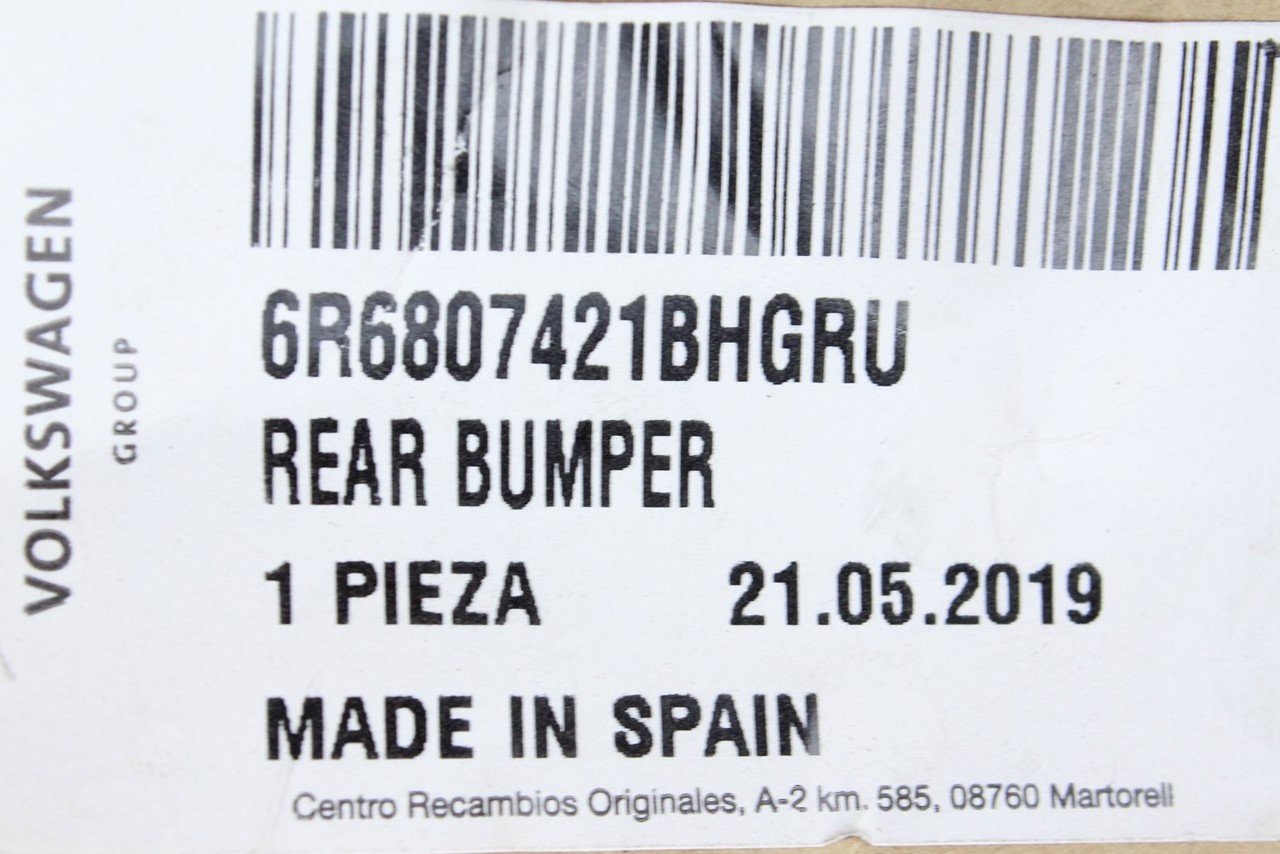 VOLKSWAGEN
GROUP
6R6807421BHGRU
REAR BUMPER
1 PIEZA 21.05.2019
MADE IN SPAIN
Centro Recambios Originales, A-2 km. 585, 08760 Martorell